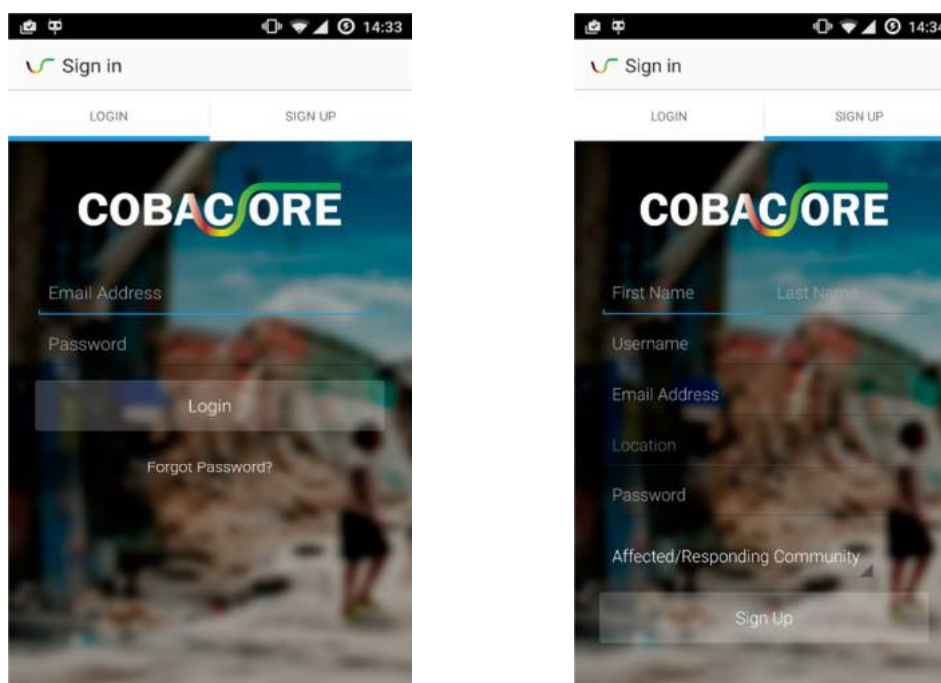 14:33
Sign in
LOGIN SIGN UP
COBACORE
Email Address
Password
Login
Forgot Password?
14:34
Sign in
LOGIN SIGN UP
COBACORE
First Name Last Name
Username
Email Address
Location
Password
Affected/Responding Community
Sign Up